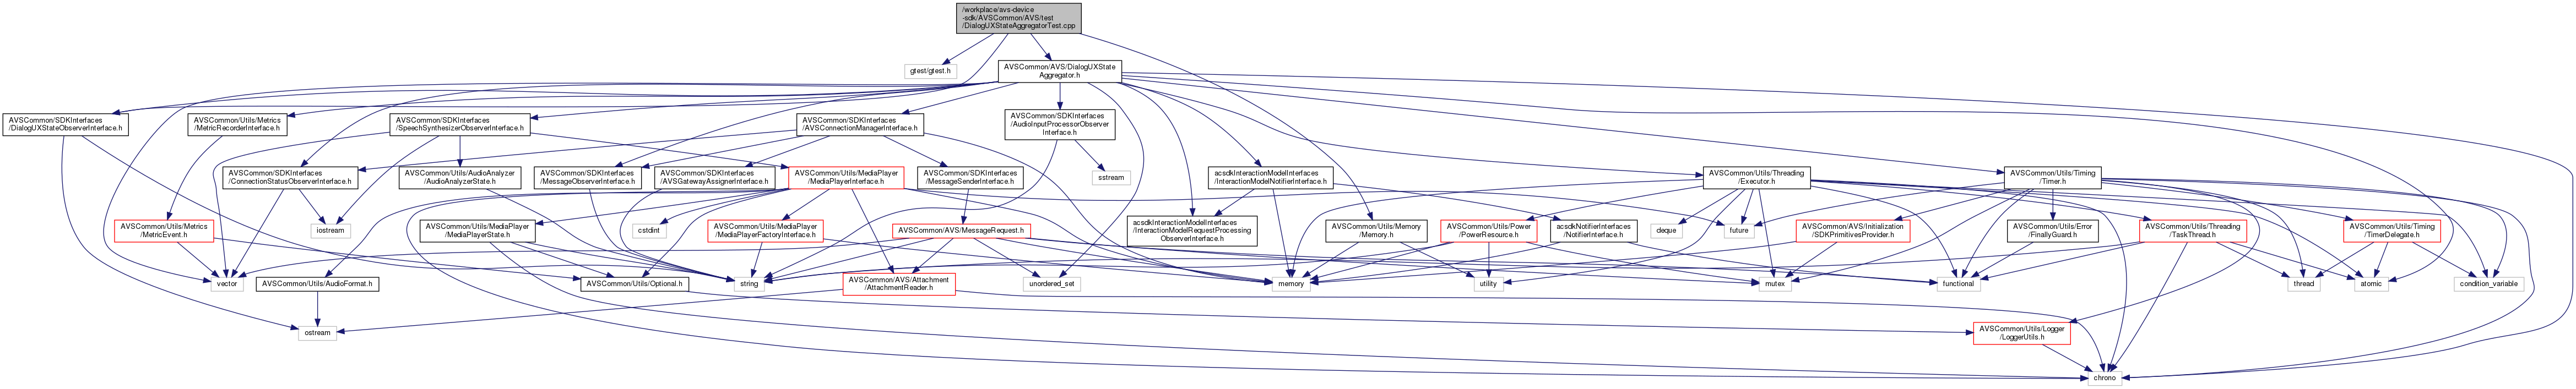 /workplace/avs-device
-sdk/AVSCommon/AVS/test
/DialogUXStateAggregatorTest.cpp
gtest/gtest.h
AVSCommon/AVS/DialogUXState
Aggregator.h
AVSCommon/SDKInterfaces
/DialogUXStateObserverInterface.h
AVSCommon/Utils/Metrics
/MetricRecorderInterface.h
AVSCommon/SDKInterfaces
/SpeechSynthesizerObserverInterface.h
AVSCommon/SDKInterfaces
/AVSConnectionManagerInterface.h
AVSCommon/SDKInterfaces
/AudioInputProcessorObserver
Interface.h
AVSCommon/SDKInterfaces
/ConnectionStatusObserverInterface.h
AVSCommon/Utils/AudioAnalyzer
/AudioAnalyzerState.h
AVSCommon/SDKInterfaces
/MessageObserverInterface.h
AVSCommon/SDKInterfaces
/AVSGatewayAssignerInterface.h
AVSCommon/Utils/MediaPlayer
/MediaPlayerInterface.h
AVSCommon/SDKInterfaces
/MessageSenderInterface.h
sstream
acsdkInteractionModelInterfaces
/InteractionModelNotifierInterface.h
AVSCommon/Utils/Threading
/Executor.h
AVSCommon/Utils/Timing
/Timer.h
AVSCommon/Utils/Metrics
/MetricEvent.h
iostream
AVSCommon/Utils/MediaPlayer
/MediaPlayerState.h
cstdint
AVSCommon/Utils/MediaPlayer
/MediaPlayerFactoryInterface.h
AVSCommon/AVS/MessageRequest.h
acsdkInteractionModelInterfaces
/InteractionModelRequestProcessing
ObserverInterface.h
AVSCommon/Utils/Memory
/Memory.h
AVSCommon/Utils/Power
/PowerResource.h
acsdkNotifierInterfaces
/NotifierInterface.h
deque
future
AVSCommon/AVS/Initialization
/SDKPrimitivesProvider.h
AVSCommon/Utils/Error
/FinallyGuard.h
AVSCommon/Utils/Threading
/TaskThread.h
AVSCommon/Utils/Timing
/TimerDelegate.h
vector
AVSCommon/Utils/AudioFormat.h
AVSCommon/Utils/Optional.h
string
AVSCommon/AVS/Attachment
/AttachmentReader.h
unordered_set
memory
utility
mutex
functional
thread
atomic
condition_variable
ostream
AVSCommon/Utils/Logger
/LoggerUtils.h
chrono